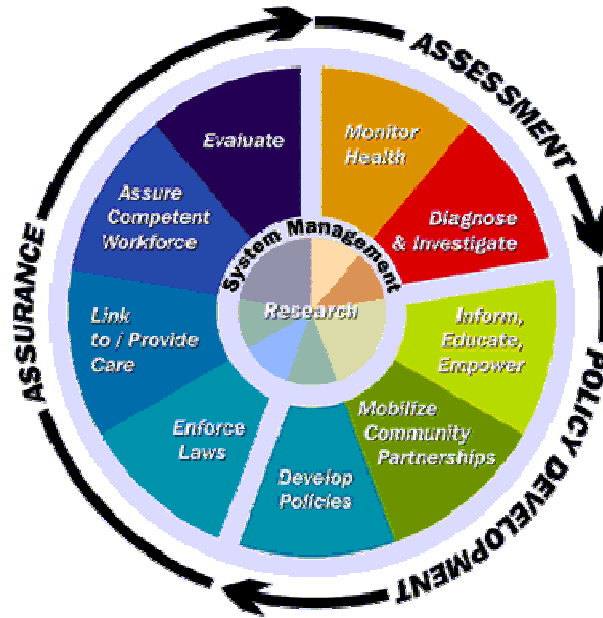 ASSESSMENT
Monitor
Health
Diagnose
& Investigate
POLICY DEVELOPMENT
Inform,
Educate,
Empower
Mobilize
Community
Partnerships
Develop
Policies
ASSURANCE
Enforce
Laws
Link
to / Provide
Care
Assure
Competent
Workforce
Evaluate
System Management
Research